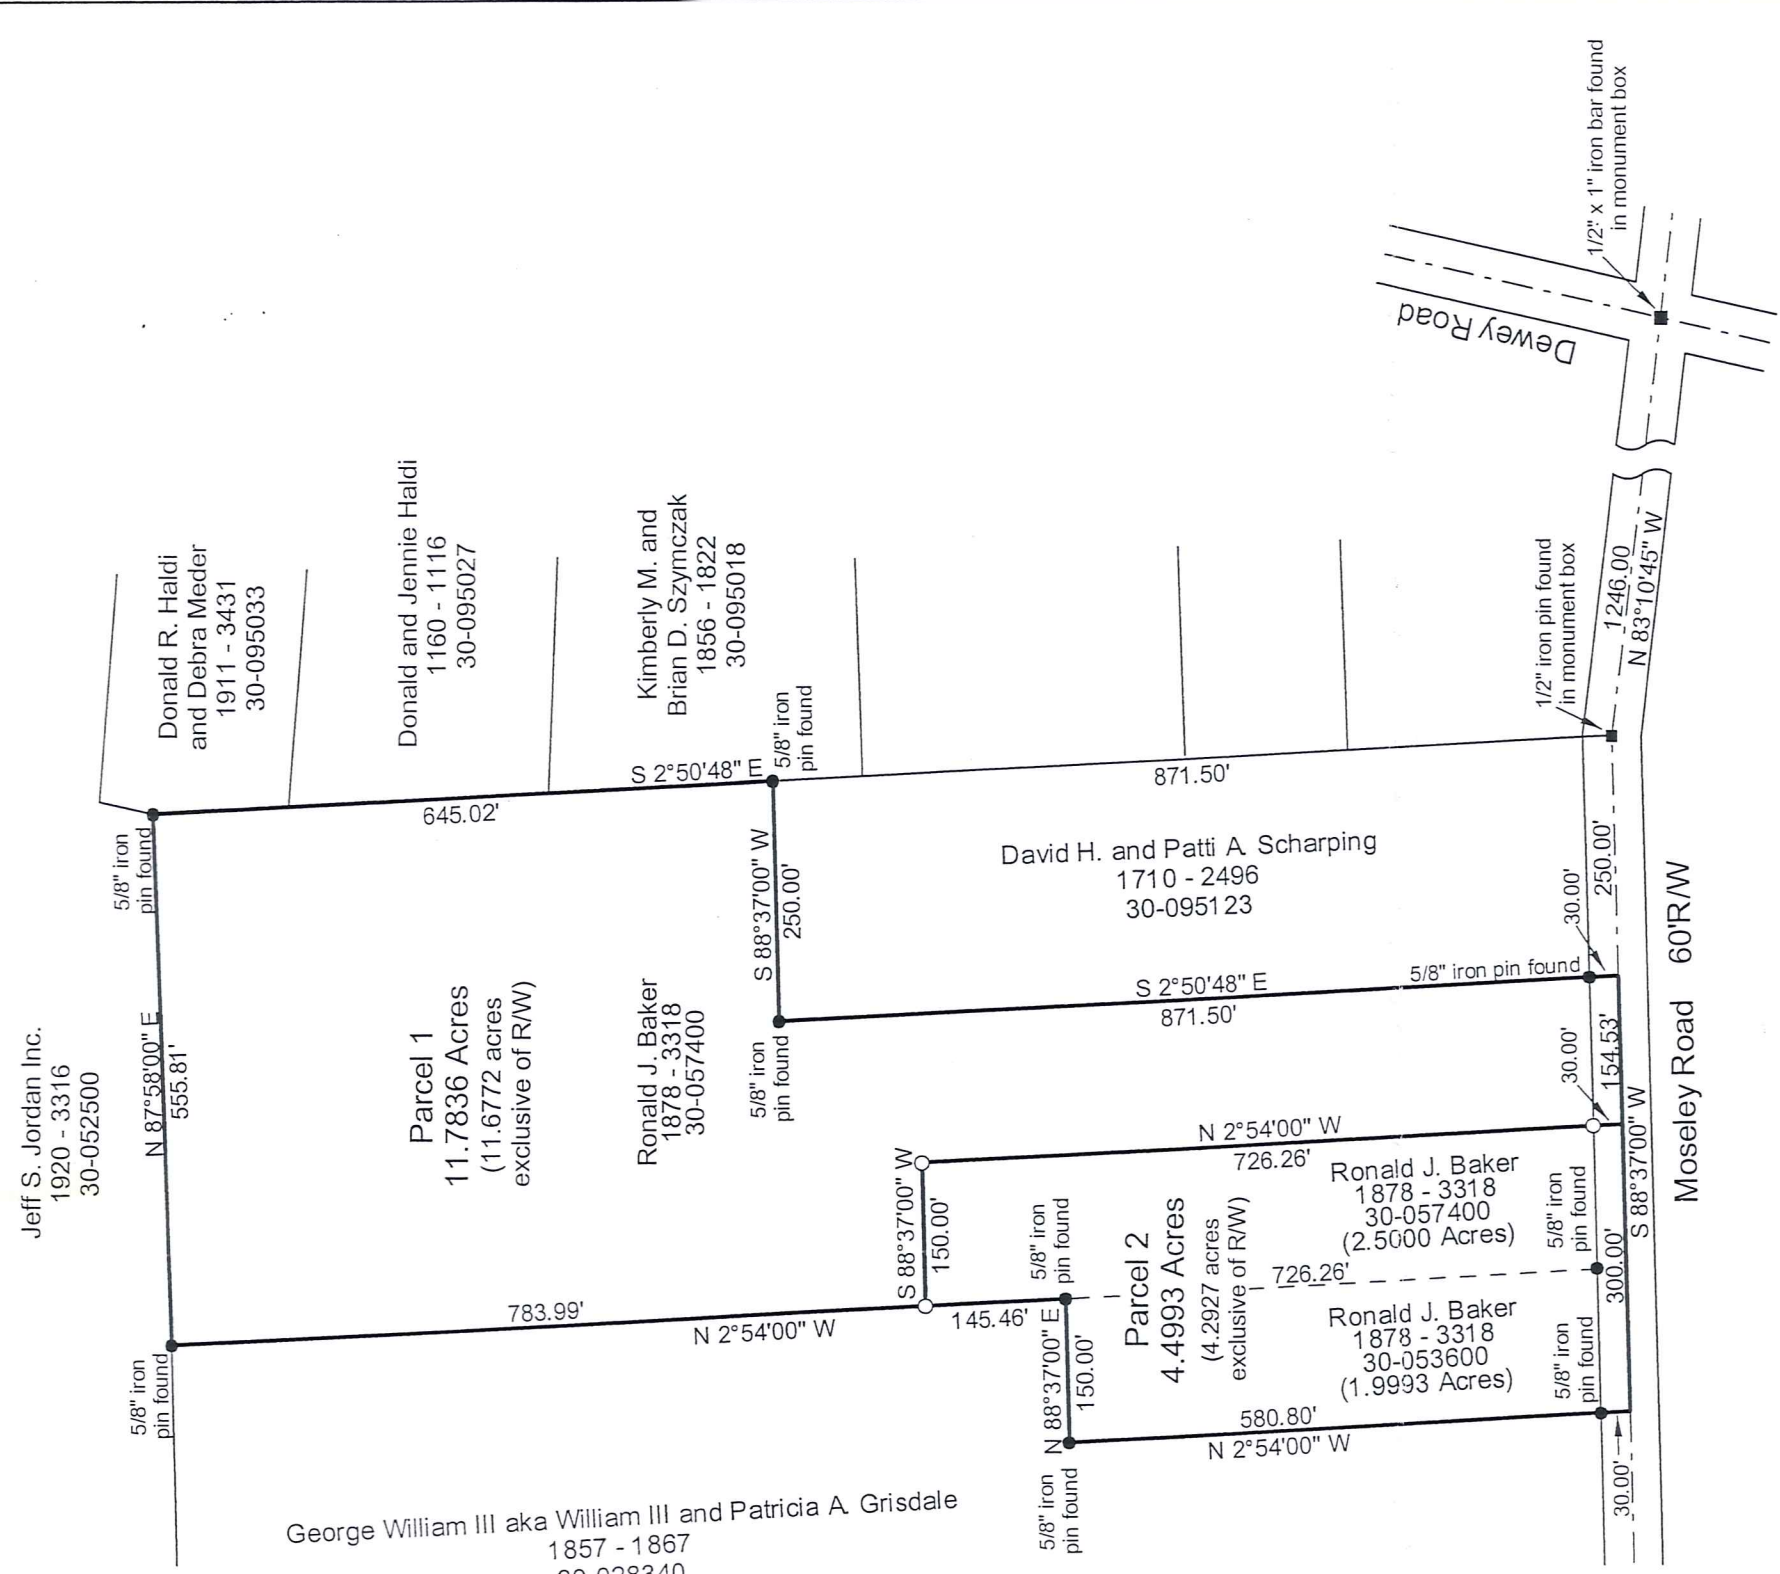 Jeff S. Jordan Inc.
1920 - 3316
30-052500
5/8" iron
pin found
N 87°58'00" E
555.81'
5/8" iron
pin found
Donald R. Haldi
and Debra Meder
1911 - 3431
30-095033
Donald and Jennie Haldi
1160 - 1116
30-095027
Kimberly M. and
Brian D. Szymczak
1856 - 1822
30-095018
S 2°50'48" E
645.02'
5/8" iron
pin found
Parcel 1
11.7836 Acres
(11.6772 acres
exclusive of R/W)
Ronald J. Baker
1878 - 3318
30-057400
S 88°37'00" W
250.00'
5/8" iron
pin found
871.50'
David H. and Patti A. Scharping
1710 - 2496
30-095123
S 2°50'48" E
871.50'
5/8" iron pin found
30.00'
250.00'
1/2" iron pin found
in monument box
1246.00
N 83°10'45" W
Dewey Road
1/2" x 1" iron bar found
in monument box
783.99'
N 2°54'00" W
S 88°37'00" W
150.00'
145.46'
5/8" iron
pin found
N 88°37'00" E
150.00'
5/8" iron
pin found
N 2°54'00" W
726.26'
Parcel 2
4.4993 Acres
(4.2927 acres
exclusive of R/W)
Ronald J. Baker
1878 - 3318
30-057400
(2.5000 Acres)
726.26'
Ronald J. Baker
1878 - 3318
30-053600
(1.9993 Acres)
580.80'
N 2°54'00" W
5/8" iron
pin found
5/8" iron
pin found
30.00'
154.53'
300.00'
S 88°37'00" W
30.00'
Moseley Road 60'R/W
George William III aka William III and Patricia A. Grisdale
1857 - 1867